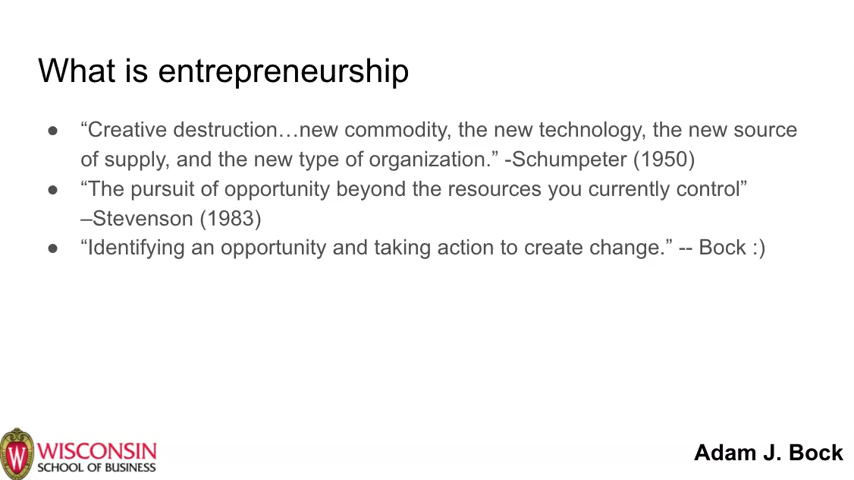 What is entrepreneurship
● “Creative destruction…new commodity, the new technology, the new source
of supply, and the new type of organization.” -Schumpeter (1950)
● “The pursuit of opportunity beyond the resources you currently control”
–Stevenson (1983)
● “Identifying an opportunity and taking action to create change.” -- Bock :)
W
WISCONSIN
SCHOOL OF BUSINESS
Adam J. Bock